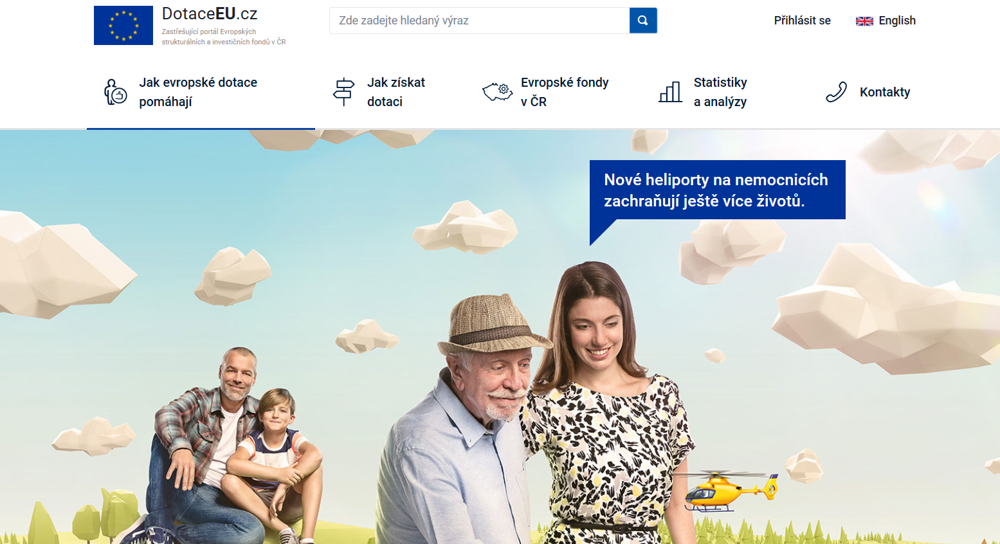 DotaceEU.cz
Zastřešující portál Evropských
strukturálních a investičních fondů v ČR
Zde zadejte hledaný výraz
Přihlásit se
English
Jak evropské dotace
pomáhají
Jak získat
dotaci
Evropské fondy
v ČR
Statistiky
a analýzy
Kontakty
Nové heliporty na nemocnicích
zachraňují ještě více životů.